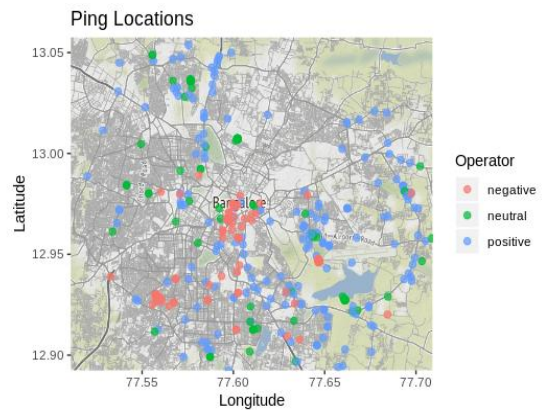 Ping Locations
13.05
13.00
12.95
12.90
Latitude
Bangalore
77.55
77.60
77.65
77.70
Longitude
Operator
negative
neutral
positive